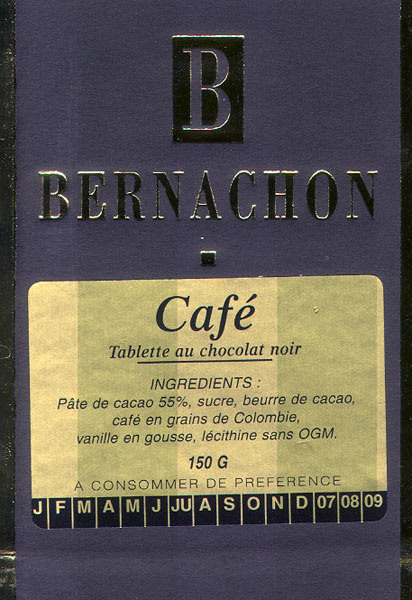 B
BERNACHON
Café
Tablette au chocolat noir
INGREDIENTS :
Pâte de cacao 55%, sucre, beurre de cacao,
café en grains de Colombie,
vanille en gousse, lécithine sans OGM.
150 G
A CONSOMMER DE PREFERENCE
J F M A M J JU A S O N D 07 08 09